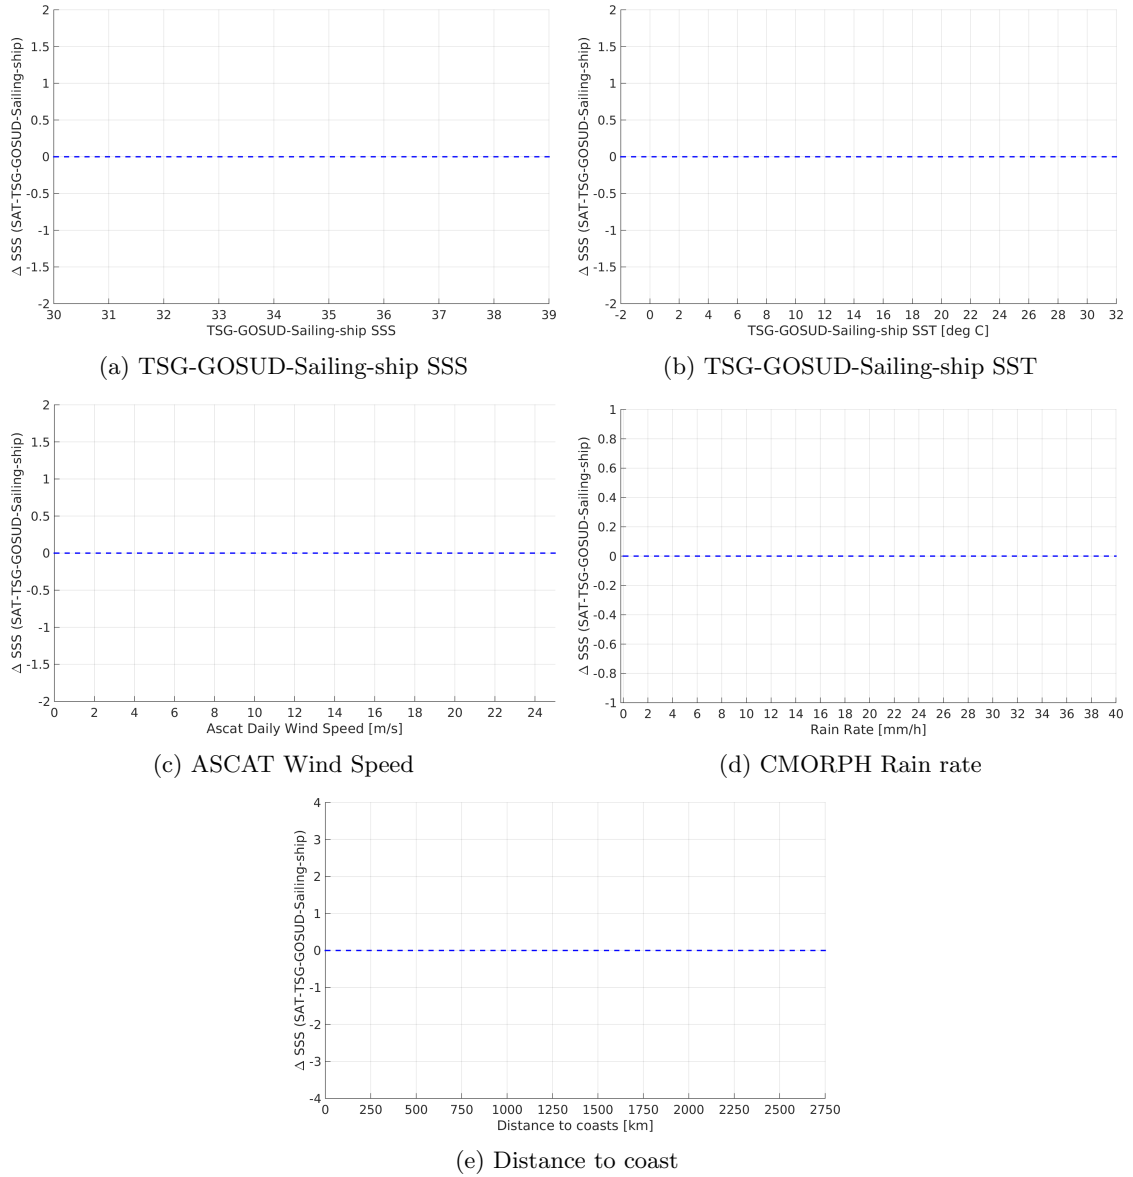 2
1.5
1
0.5
0
-0.5
-1
-1.5
-2
30 31 32 33 34 35 36 37 38 39
Δ SSS (SAT-TSG-GOSUD-Sailing-ship)
TSG-GOSUD-Sailing-ship SSS
(a) TSG-GOSUD-Sailing-ship SSS
2
1.5
1
0.5
0
-0.5
-1
-1.5
-2
-2 0 2 4 6 8 10 12 14 16 18 20 22 24 26 28 30 32
Δ SSS (SAT-TSG-GOSUD-Sailing-ship)
TSG-GOSUD-Sailing-ship SST [deg C]
(b) TSG-GOSUD-Sailing-ship SST
2
1.5
1
0.5
0
-0.5
-1
-1.5
-2
0 2 4 6 8 10 12 14 16 18 20 22 24
Δ SSS (SAT-TSG-GOSUD-Sailing-ship)
Ascat Daily Wind Speed [m/s]
(c) ASCAT Wind Speed
1
0.8
0.6
0.4
0.2
0
-0.2
-0.4
-0.6
-0.8
-1
0 2 4 6 8 10 12 14 16 18 20 22 24 26 28 30 32 34 36 38 40
Δ SSS (SAT-TSG-GOSUD-Sailing-ship)
Rain Rate [mm/h]
(d) CMORPH Rain rate
4
3
2
1
0
-1
-2
-3
-4
0 250 500 750 1000 1250 1500 1750 2000 2250 2500 2750
Δ SSS (SAT-TSG-GOSUD-Sailing-ship)
Distance to coasts [km]
(e) Distance to coast